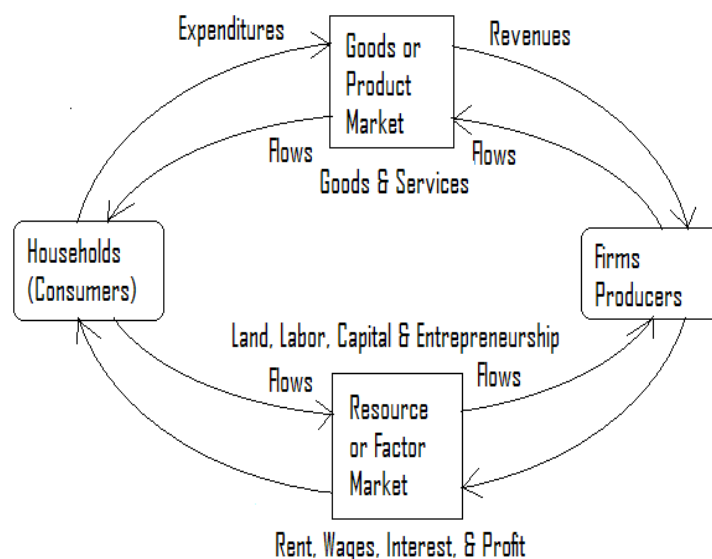 Expenditures
Goods or
Product
Market
Revenues
Flows
Flows
Goods & Services
Households
(Consumers)
Firms
Producers
Land, Labor, Capital & Entrepreneurship
Flows
Flows
Resource
or Factor
Market
Rent, Wages, Interest, & Profit